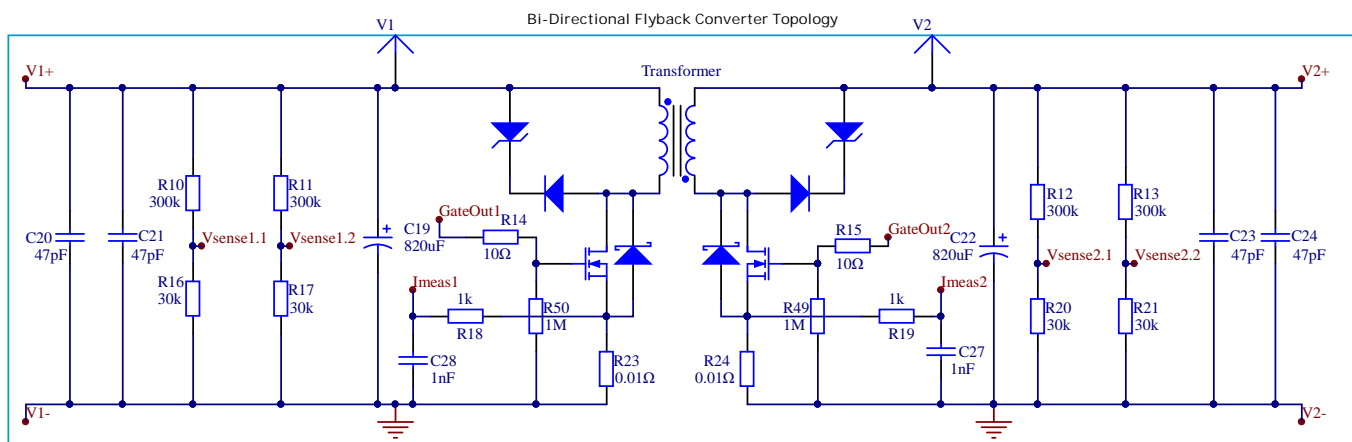 Bi-Directional Flyback Converter Topology
V1
V2
V1+
Transformer
V2+
R10
300k
R11
300k
R12
300k
R13
300k
GateOut1
R14
10Ω
C19
820uF
R15
10Ω
GateOut2
C22
820uF
C20
47pF
C21
47pF
Vsense1.1
Vsense1.2
Vsense2.1
Vsense2.2
C23
47pF
C24
47pF
R16
30k
R17
30k
Imeas1
1k
R18
R50
1M
R49
1M
1k
R19
Imeas2
R20
30k
R21
30k
C28
1nF
R23
0.01Ω
R24
0.01Ω
C27
1nF
V1-
V2-